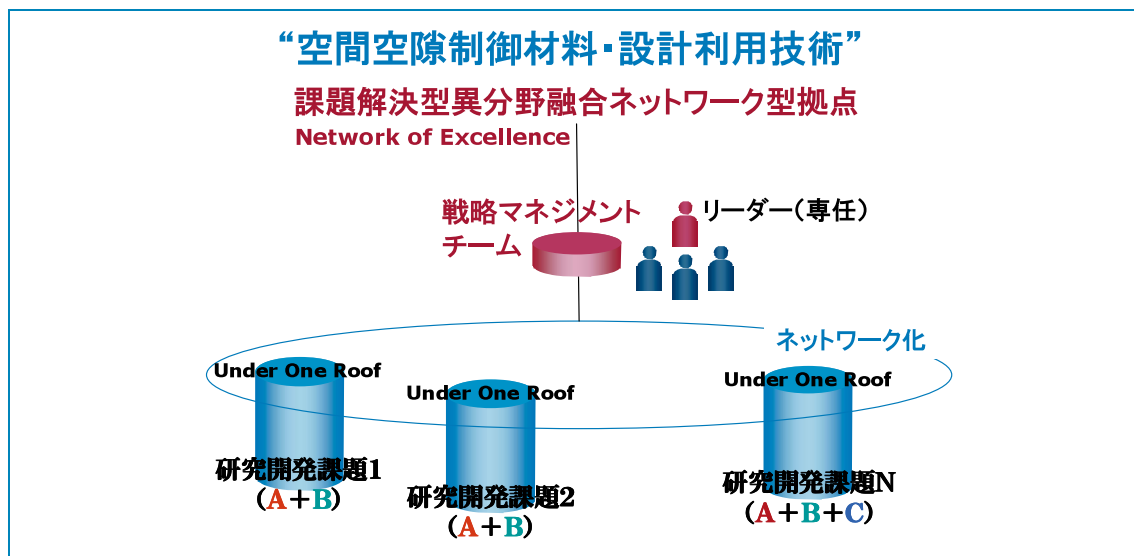 “空間空隙制御材料・設計利用技術”
課題解決型異分野融合ネットワーク型拠点
Network of Excellence
戦略マネジメント
チーム
リーダー（専任）
ネットワーク化
Under One Roof
研究開発課題1
（A＋B）
Under One Roof
研究開発課題2
（A＋B）
Under One Roof
研究開発課題N
（A＋B＋C）